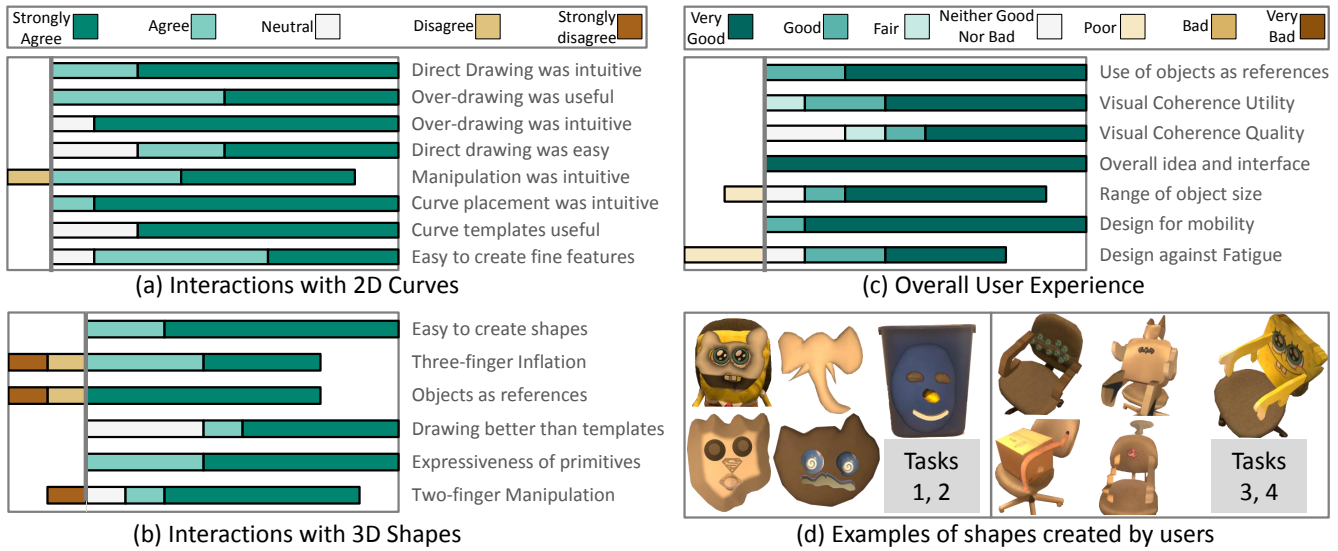 Strongly Agree
Agree
Neutral
Disagree
Strongly disagree
Direct Drawing was intuitive
Over-drawing was useful
Over-drawing was intuitive
Direct drawing was easy
Manipulation was intuitive
Curve placement was intuitive
Curve templates useful
Easy to create fine features
(a) Interactions with 2D Curves
Easy to create shapes
Three-finger Inflation
Objects as references
Drawing better than templates
Expressiveness of primitives
Two-finger Manipulation
(b) Interactions with 3D Shapes
Very Good
Good
Fair
Neither Good Nor Bad
Poor
Bad
Very Bad
Use of objects as references
Visual Coherence Utility
Visual Coherence Quality
Overall idea and interface
Range of object size
Design for mobility
Design against Fatigue
(c) Overall User Experience
Tasks
1, 2
Tasks
3, 4
(d) Examples of shapes created by users